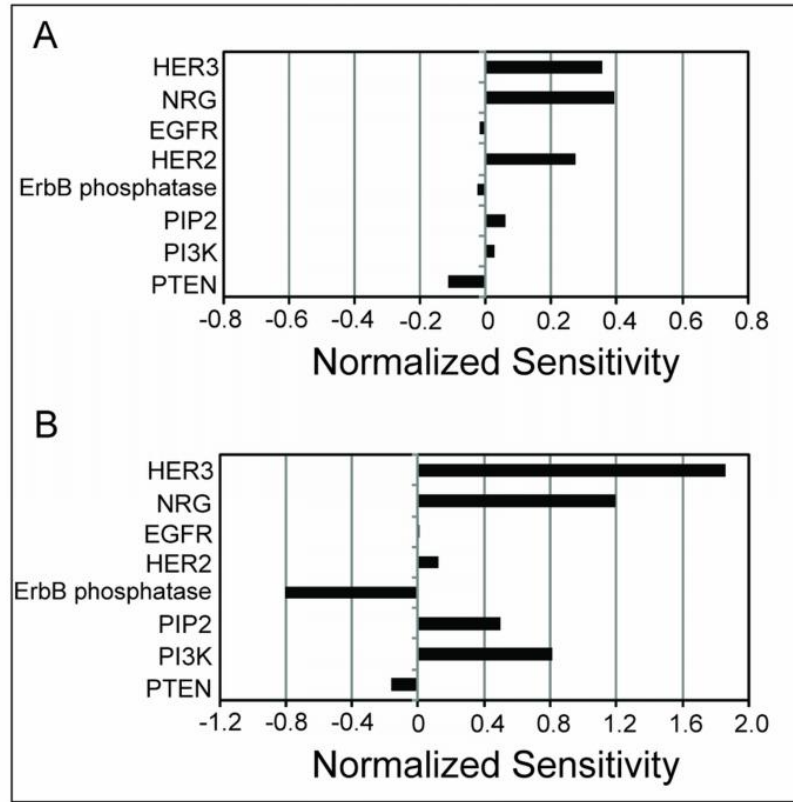 A
HER3
NRG
EGFR
HER2
ErbB phosphatase
PIP2
PI3K
PTEN
-0.8 -0.6 -0.4 -0.2 0 0.2 0.4 0.6 0.8
Normalized Sensitivity
B
HER3
NRG
EGFR
HER2
ErbB phosphatase
PIP2
PI3K
PTEN
-1.2 -0.8 -0.4 0 0.4 0.8 1.2 1.6 2.0
Normalized Sensitivity